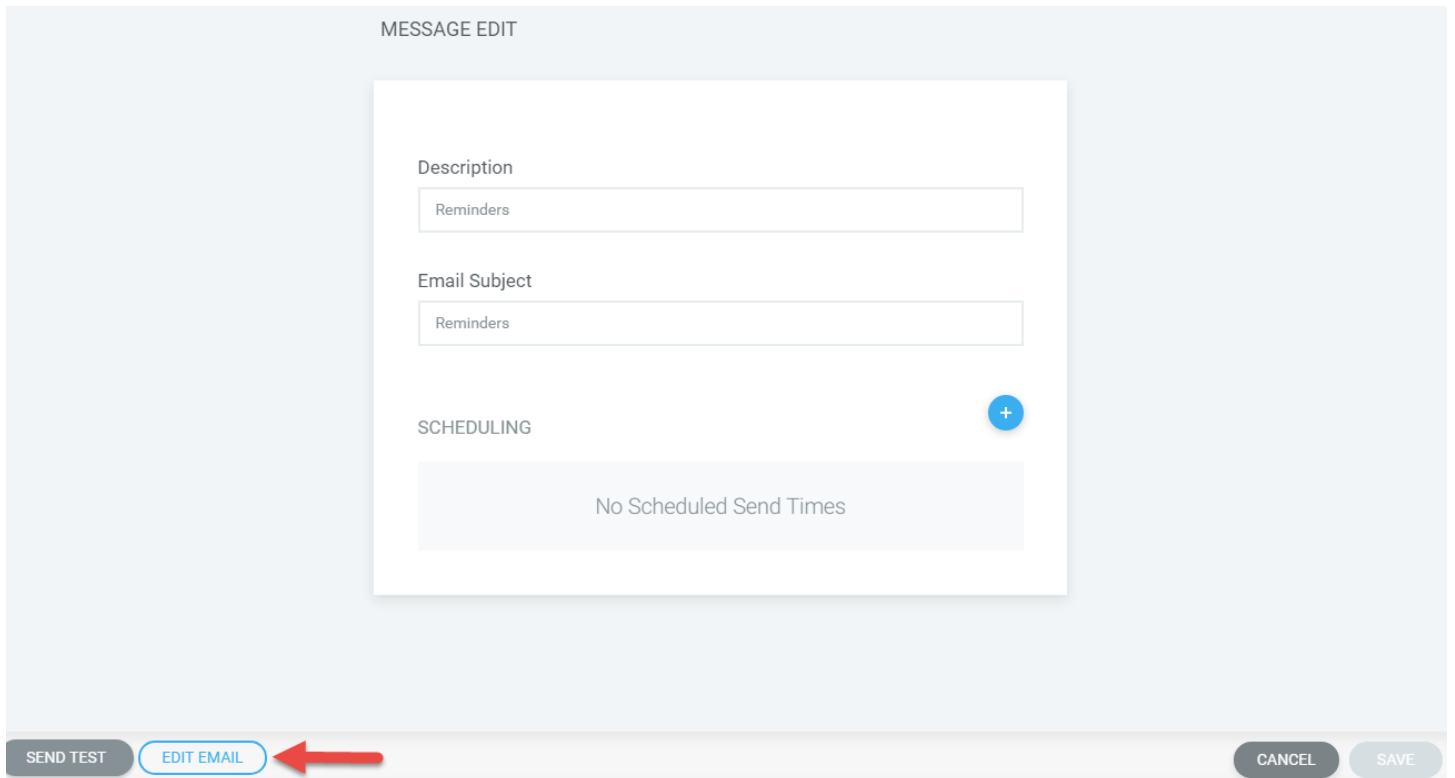 MESSAGE EDIT
Description
Reminders
Email Subject
Reminders
+
SCHEDULING
No Scheduled Send Times
SEND TEST
EDIT EMAIL
CANCEL
SAVE